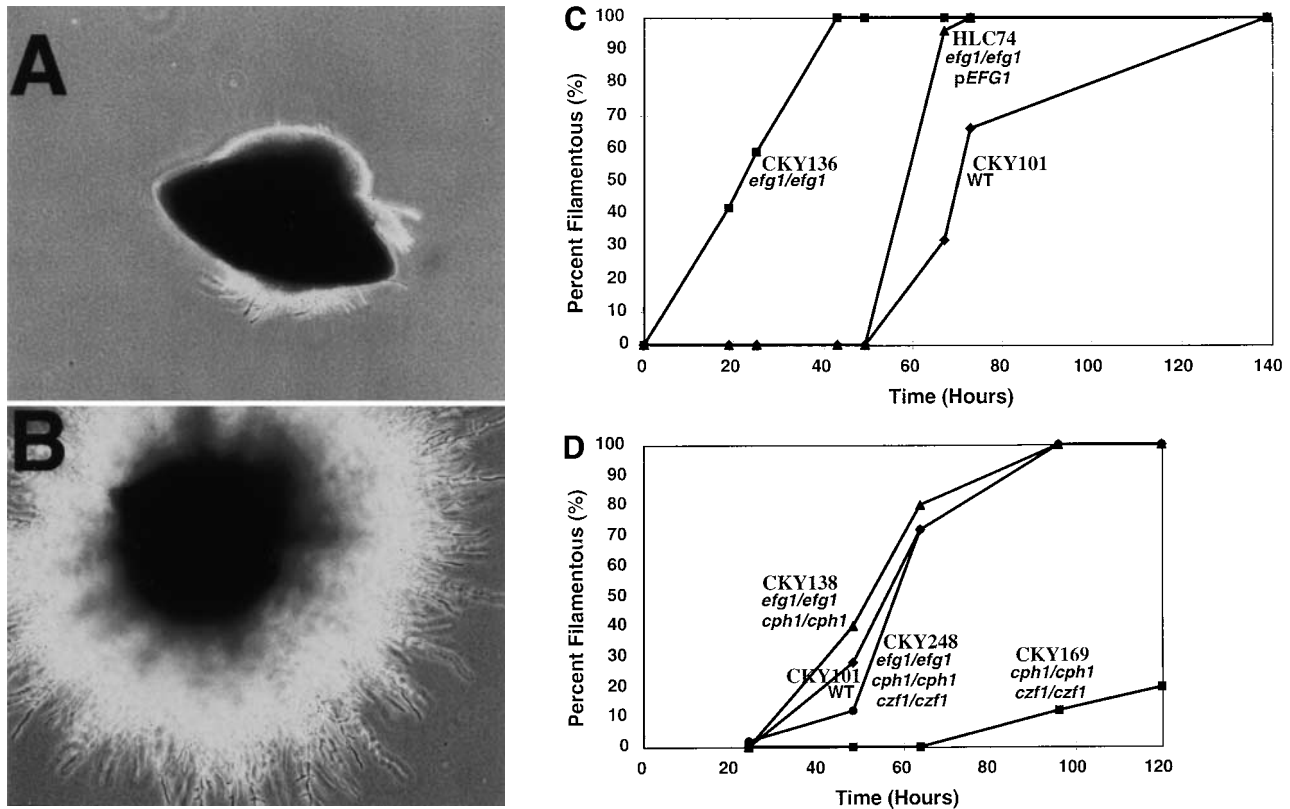 A
B
C
100
90
80
70
60
50
40
30
20
10
0
Percent Filamentous (%)
HLC74
efg1/efg1
pEFG1
CKY136
efg1/efg1
CKY101
WT
0
20
40
60
80
100
120
140
Time (Hours)
D
100
90
80
70
60
50
40
30
20
10
0
Percent Filamentous (%)
CKY138
efg1/efg1
cph1/cph1
CKY101
WT
CKY248
efg1/efg1
cph1/cph1
czf1/czf1
CKY169
cph1/cph1
czf1/czf1
0
20
40
60
80
100
120
Time (Hours)